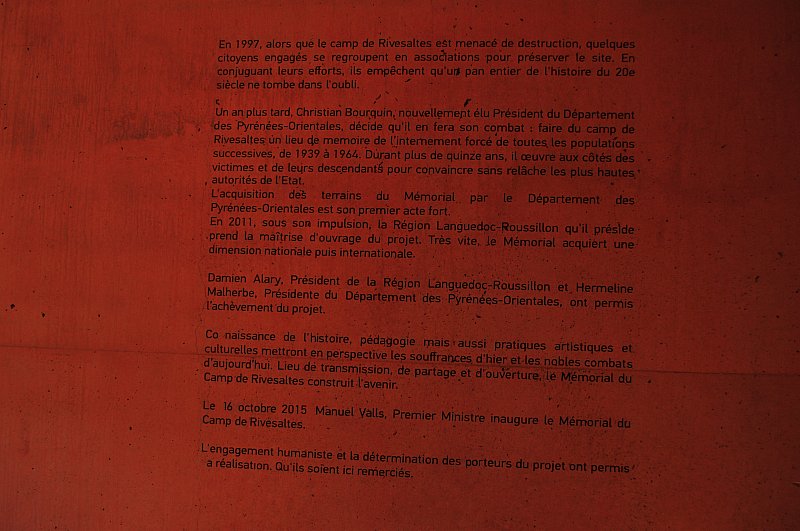 En 1997, alors que le camp de Rivesaltes est menacé de destruction, quelques
citoyens engagés se regroupent en associations pour préserver le site. En
conjuguant leurs efforts, ils empêchent qu'un pan entier de l'histoire du 20e
siècle ne tombe dans l'oubli.
Un an plus tard, Christian Bourquin, nouvellement élu Président du Département
des Pyrénées-Orientales, décide qu'il en fera son combat : faire du camp de
Rivesaltes un lieu de memoire de l'internement forcé de toutes les populations
successives, de 1939 à 1964. Durant plus de quinze ans, il œuvre aux côtés des
victimes et de leurs descendants pour convaincre sans relâche les plus hautes
autorités de l'Etat.
L'acquisition des terrains du Mémorial par le Département des
Pyrénées-Orientales est son premier acte fort.
En 2011, sous son impulsion, la Région Languedoc-Roussillon qu'il préside
prend la maîtrise d'ouvrage du projet. Très vite, le Mémorial acquiert une
dimension nationale puis internationale.
Damien Alary, Président de la Région Languedoc-Roussillon et Hermeline
Malherbe, Présidente du Département des Pyrénées-Orientales, ont permis
l'achèvement du projet.
Co naissance de l'histoire, pédagogie mais aussi pratiques artistiques et
culturelles mettront en perspective les souffrances d'hier et les nobles combats
d'aujourd'hui. Lieu de transmission, de partage et d'ouverture, le Mémorial du
Camp de Rivesaltes construit l'avenir.
Le 16 octobre 2015 Manuel Valls, Premier Ministre inaugure le Mémorial du
Camp de Rivesaltes.
L'engagement humaniste et la détermination des porteurs du projet ont permis
a réalisation. Qu'ils soient ici remerciés.